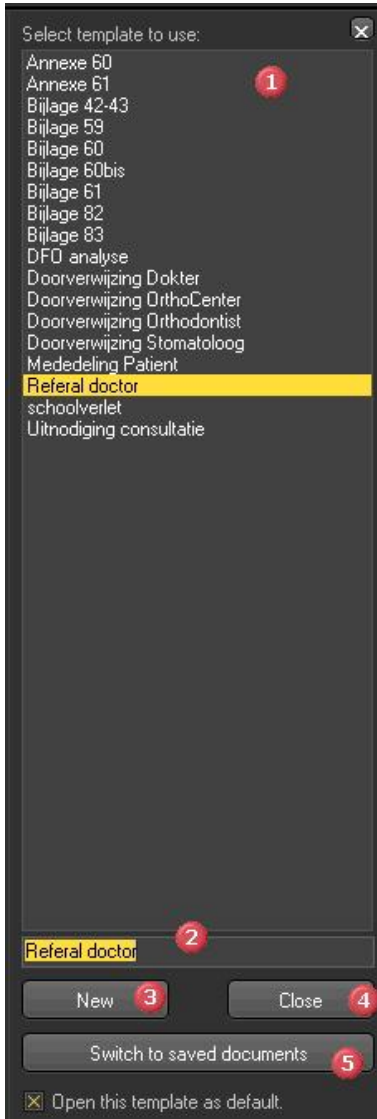 Select template to use:
Annexe 60
Annexe 61
1
Bijlage 42-43
Bijlage 59
Bijlage 60
Bijlage 60bis
Bijlage 61
Bijlage 82
Bijlage 83
DFO analyse
Doorverwijzing Dokter
Doorverwijzing OrthoCenter
Doorverwijzing Orthodontist
Doorverwijzing Stomatoloog
Mededeling Patient
Referal doctor
schoolverlet
Uitnodiging consultatie
2
Referal doctor
New 3 Close 4
Switch to saved documents 5
Open this template as default.